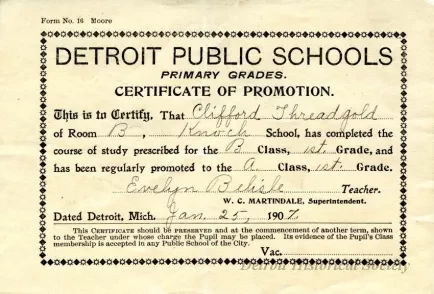 Form No. 16 Moore
DETROIT PUBLIC SCHOOLS
PRIMARY GRADES.
CERTIFICATE OF PROMOTION.
This is to Certify, That Clifford Threadgold
of Room B, Knoch School, has completed the
course of study prescribed for the B Class, 1st Grade, and
has been regularly promoted to the A Class, 1st Grade.
Evelyn Belisle Teacher.
W. C. MARTINDALE, Superintendent.
Dated Detroit, Mich. Jan. 25, 1907.
THIS CERTIFICATE should be PRESERVED and at the commencement of another term, shown
to the Teacher under whose charge the Pupil may be placed. Its evidence of the Pupil's Class
membership is accepted in any Public School of the City.
Vac.
Detroit Historical Society